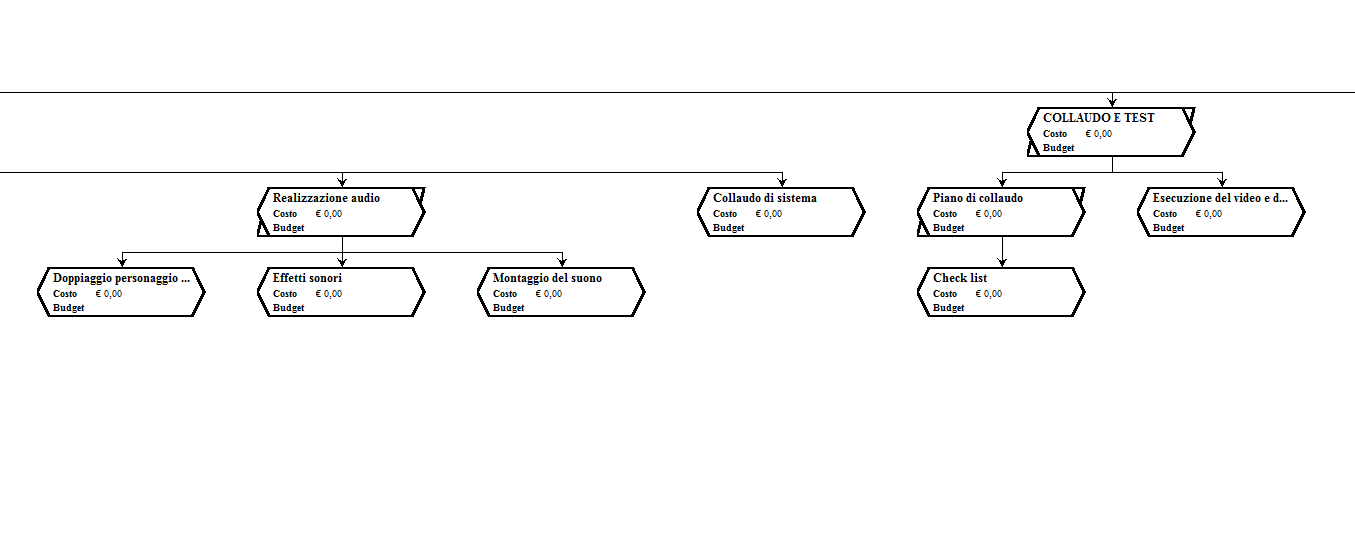 COLLAUDO E TEST
Costo € 0,00
Budget
Realizzazione audio
Costo € 0,00
Budget
Collaudo di sistema
Costo € 0,00
Budget
Piano di collaudo
Costo € 0,00
Budget
Esecuzione del video e d...
Costo € 0,00
Budget
Doppiaggio personaggio ...
Costo € 0,00
Budget
Effetti sonori
Costo € 0,00
Budget
Montaggio del suono
Costo € 0,00
Budget
Check list
Costo € 0,00
Budget